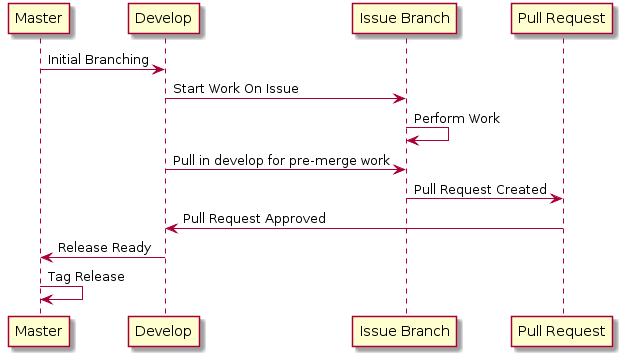 Master Develop Issue Branch Pull Request
Initial Branching
Start Work On Issue
Perform Work
Pull in develop for pre-merge work
Pull Request Created
Pull Request Approved
Release Ready
Tag Release
Master Develop Issue Branch Pull Request